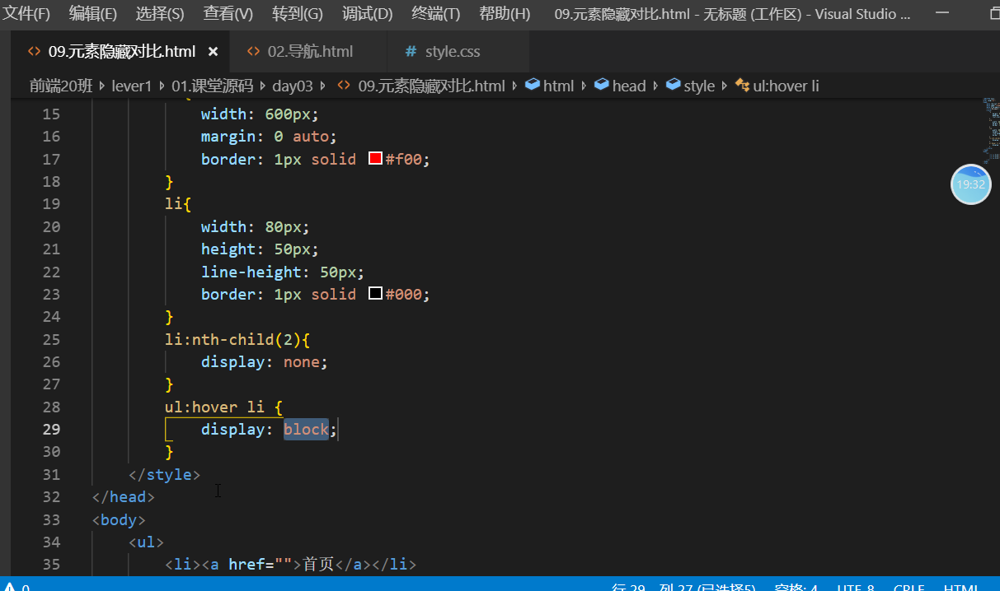 文件(F) 编辑(E) 选择(S) 查看(V) 转到(G) 调试(D) 终端(T) 帮助(H) 09.元素隐藏对比.html - 无标题 (工作区) - Visual Studio ...
09.元素隐藏对比.html 02.导航.html # style.css
前端20班 lever1 01.课堂源码 day03 09.元素隐藏对比.html html head style ul:hover li
15 width: 600px;
16 margin: 0 auto;
17 border: 1px solid #f00;
18 }
19 li{
20 width: 80px;
21 height: 50px;
22 line-height: 50px;
23 border: 1px solid #000;
24 }
25 li:nth-child(2){
26 display: none;
27 }
28 ul:hover li {
29 display: block;
30 }
31 </style>
32 </head>
33 <body>
34 <ul>
35 <li><a href="">首页</a></li>
19:32
0 行 29, 列 27 (已选择5) 空格: 4 UTF-8 CRLF HTML